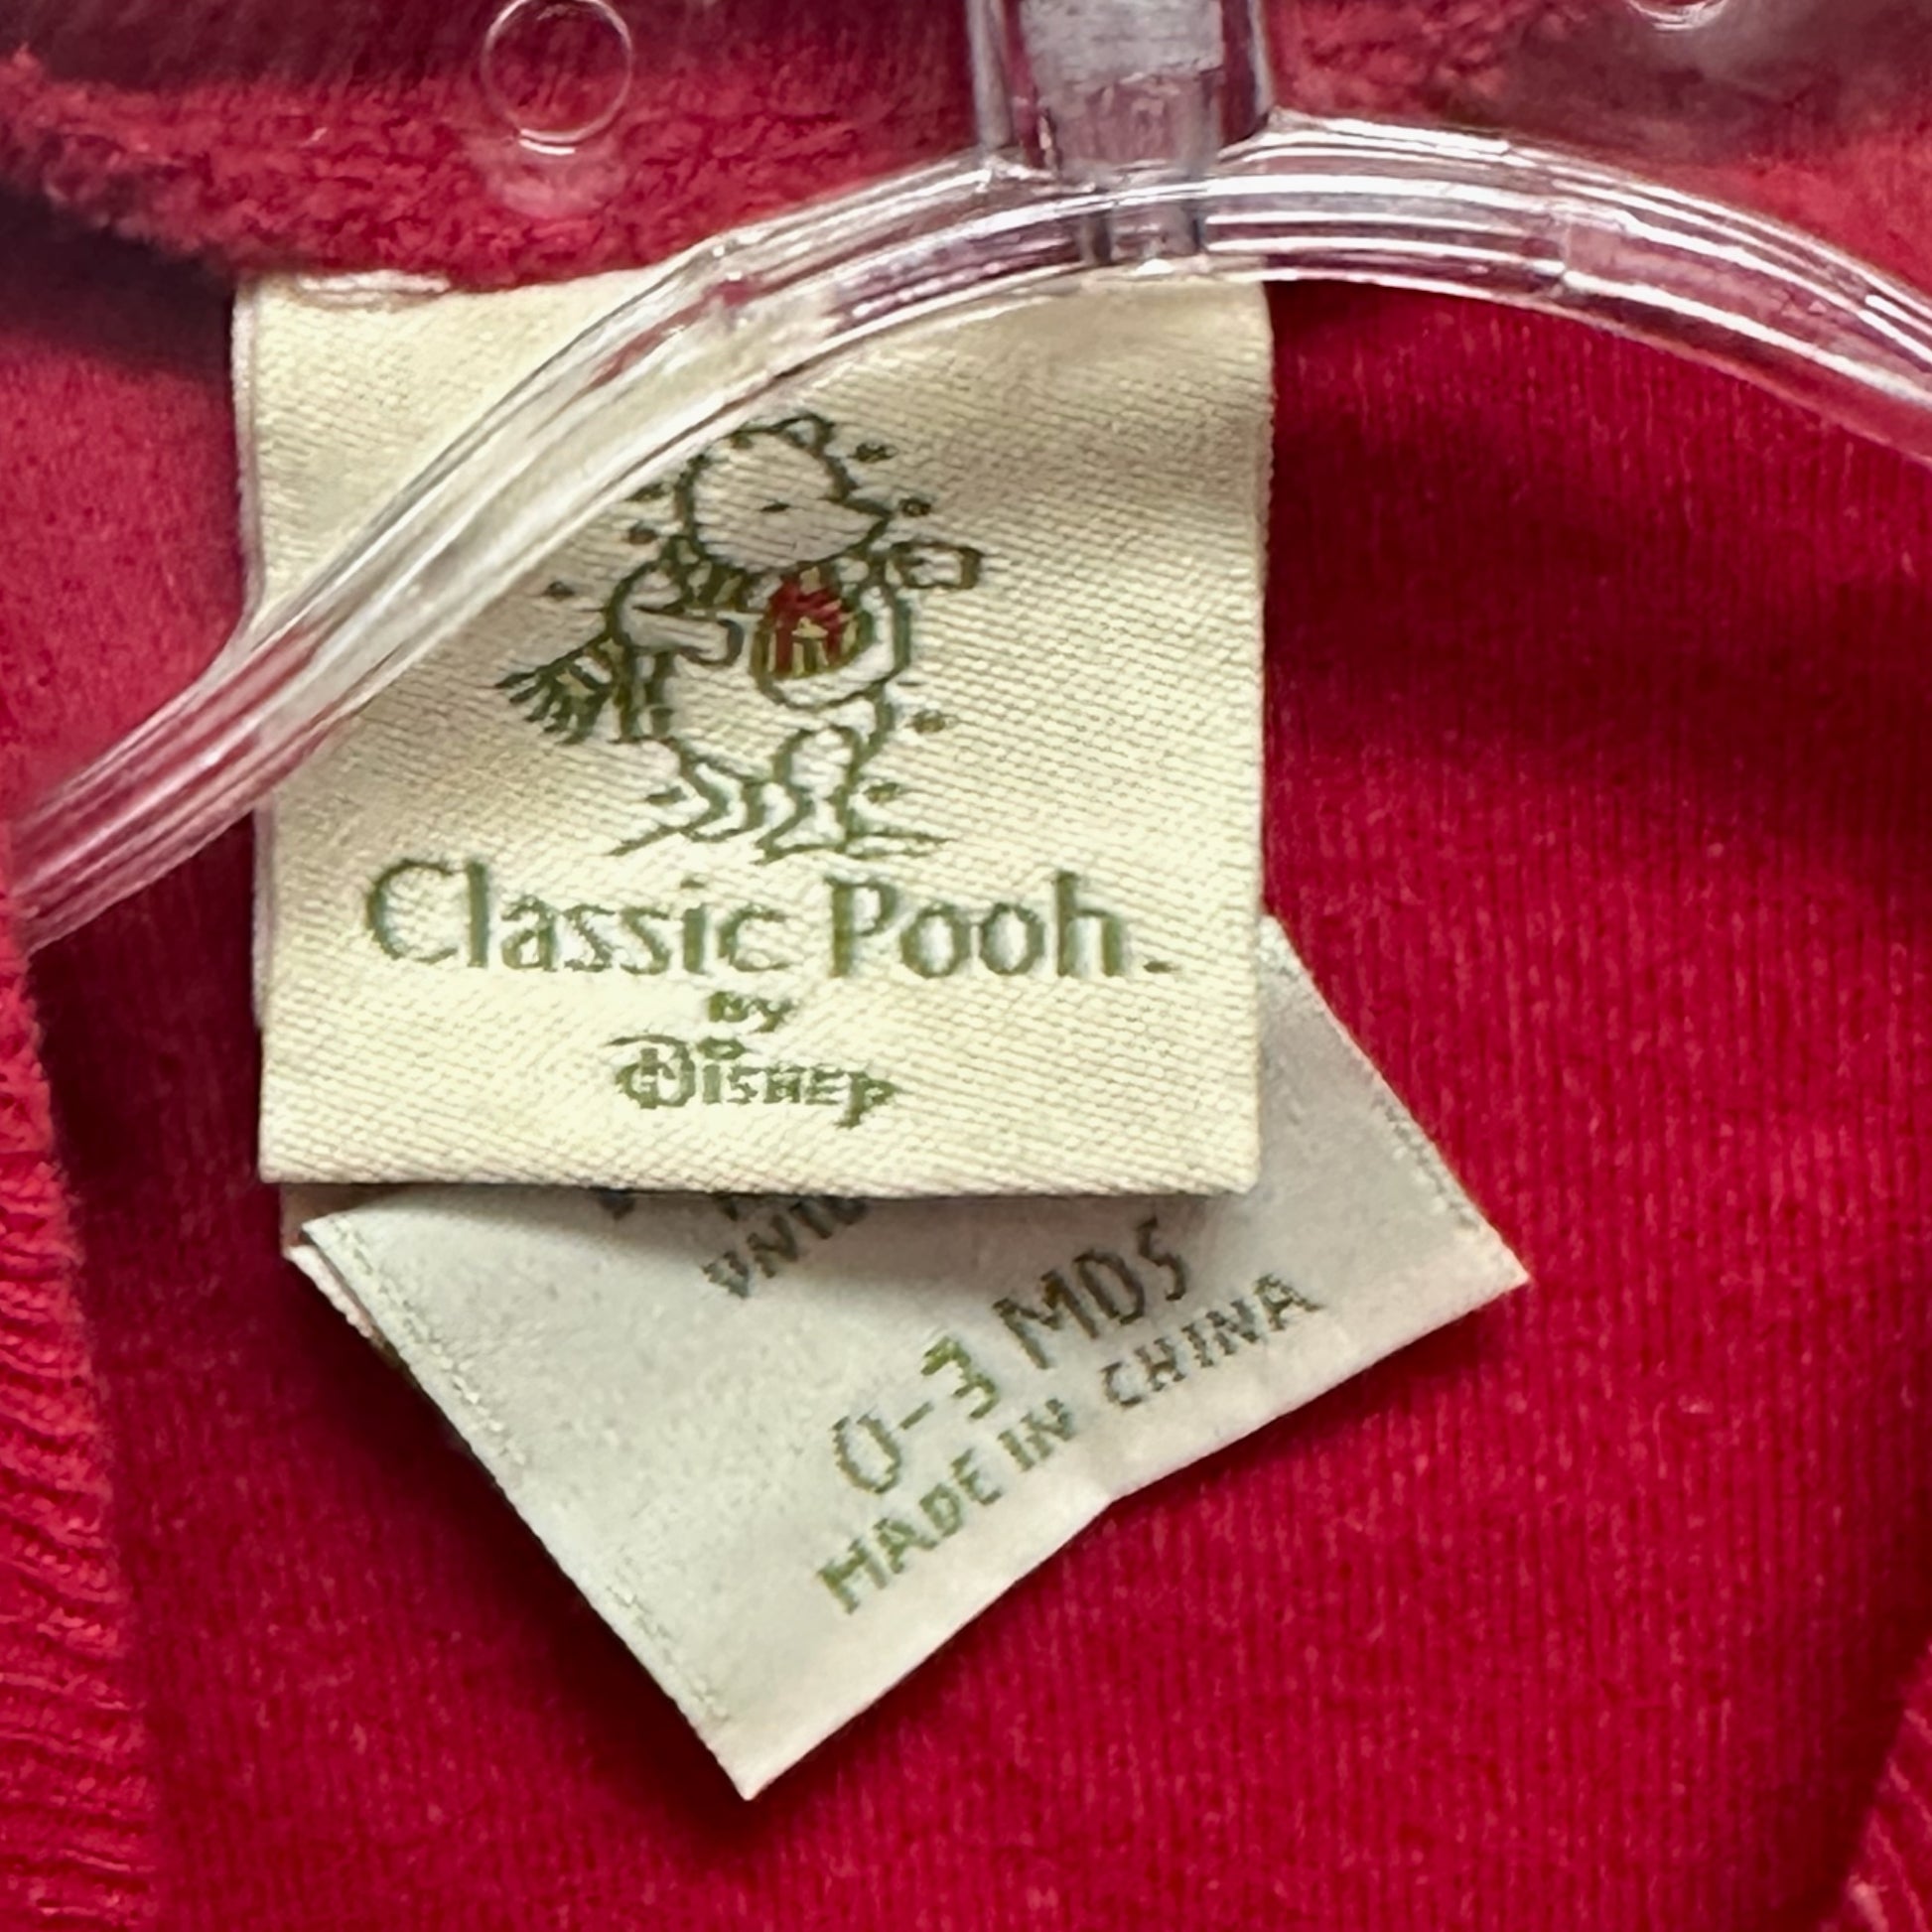 Classic Pooh.
by
Disney
0-3 MOS
MADE IN CHINA